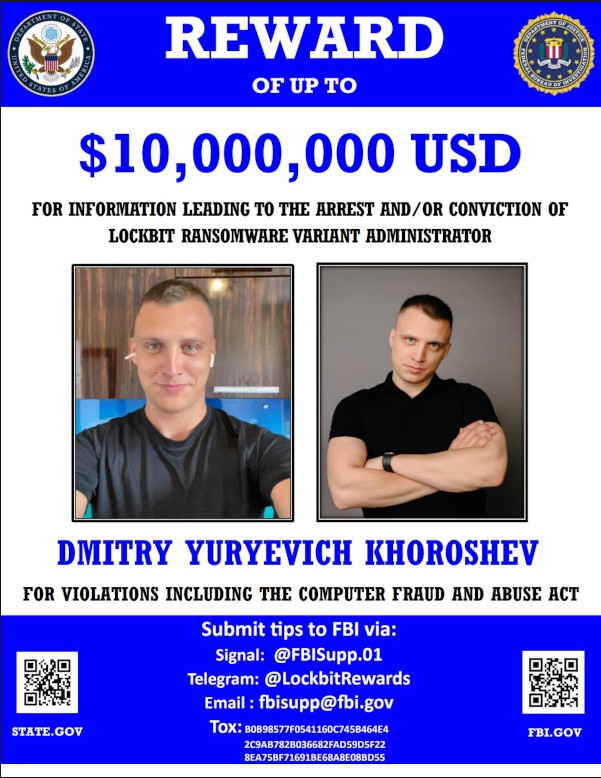 REWARD
OF UP TO
$10,000,000 USD
FOR INFORMATION LEADING TO THE ARREST AND/OR CONVICTION OF
LOCKBIT RANSOMWARE VARIANT ADMINISTRATOR
DMITRY YURYEVICH KHOROSHEV
FOR VIOLATIONS INCLUDING THE COMPUTER FRAUD AND ABUSE ACT
Submit tips to FBI via:
Signal: @FBISupp.01
Telegram: @LockbitRewards
Email : fbisupp@fbi.gov
Tox: B0B98577F0541160C745B464E4
2C9AB782B036682FAD59D5F22
8EA75BF71691BE68A8E08BD55
STATE.GOV
FBI.GOV
DEPARTMENT OF STATE
UNITED STATES OF AMERICA
DEPARTMENT OF JUSTICE
FEDERAL BUREAU OF INVESTIGATION